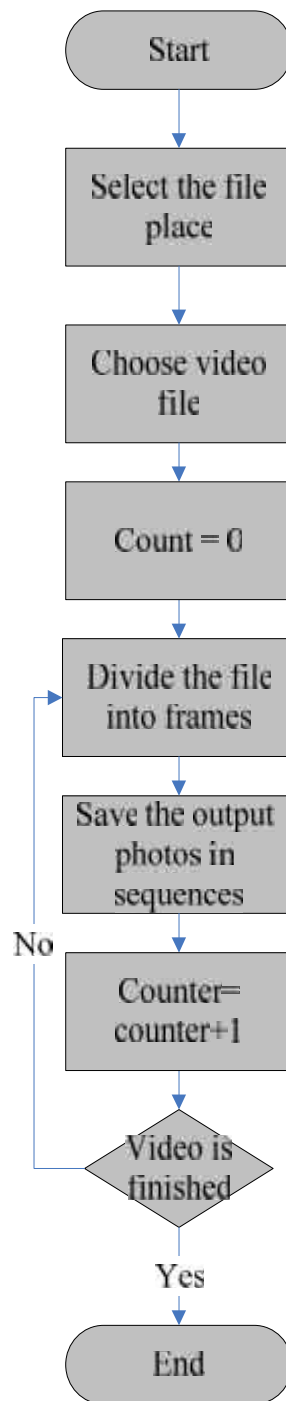 Start
Select the file
place
Choose video
file
Count = 0
Divide the file
into frames
Save the output
photos in
sequences
No
Counter=
counter+1
Video is
finished
Yes
End